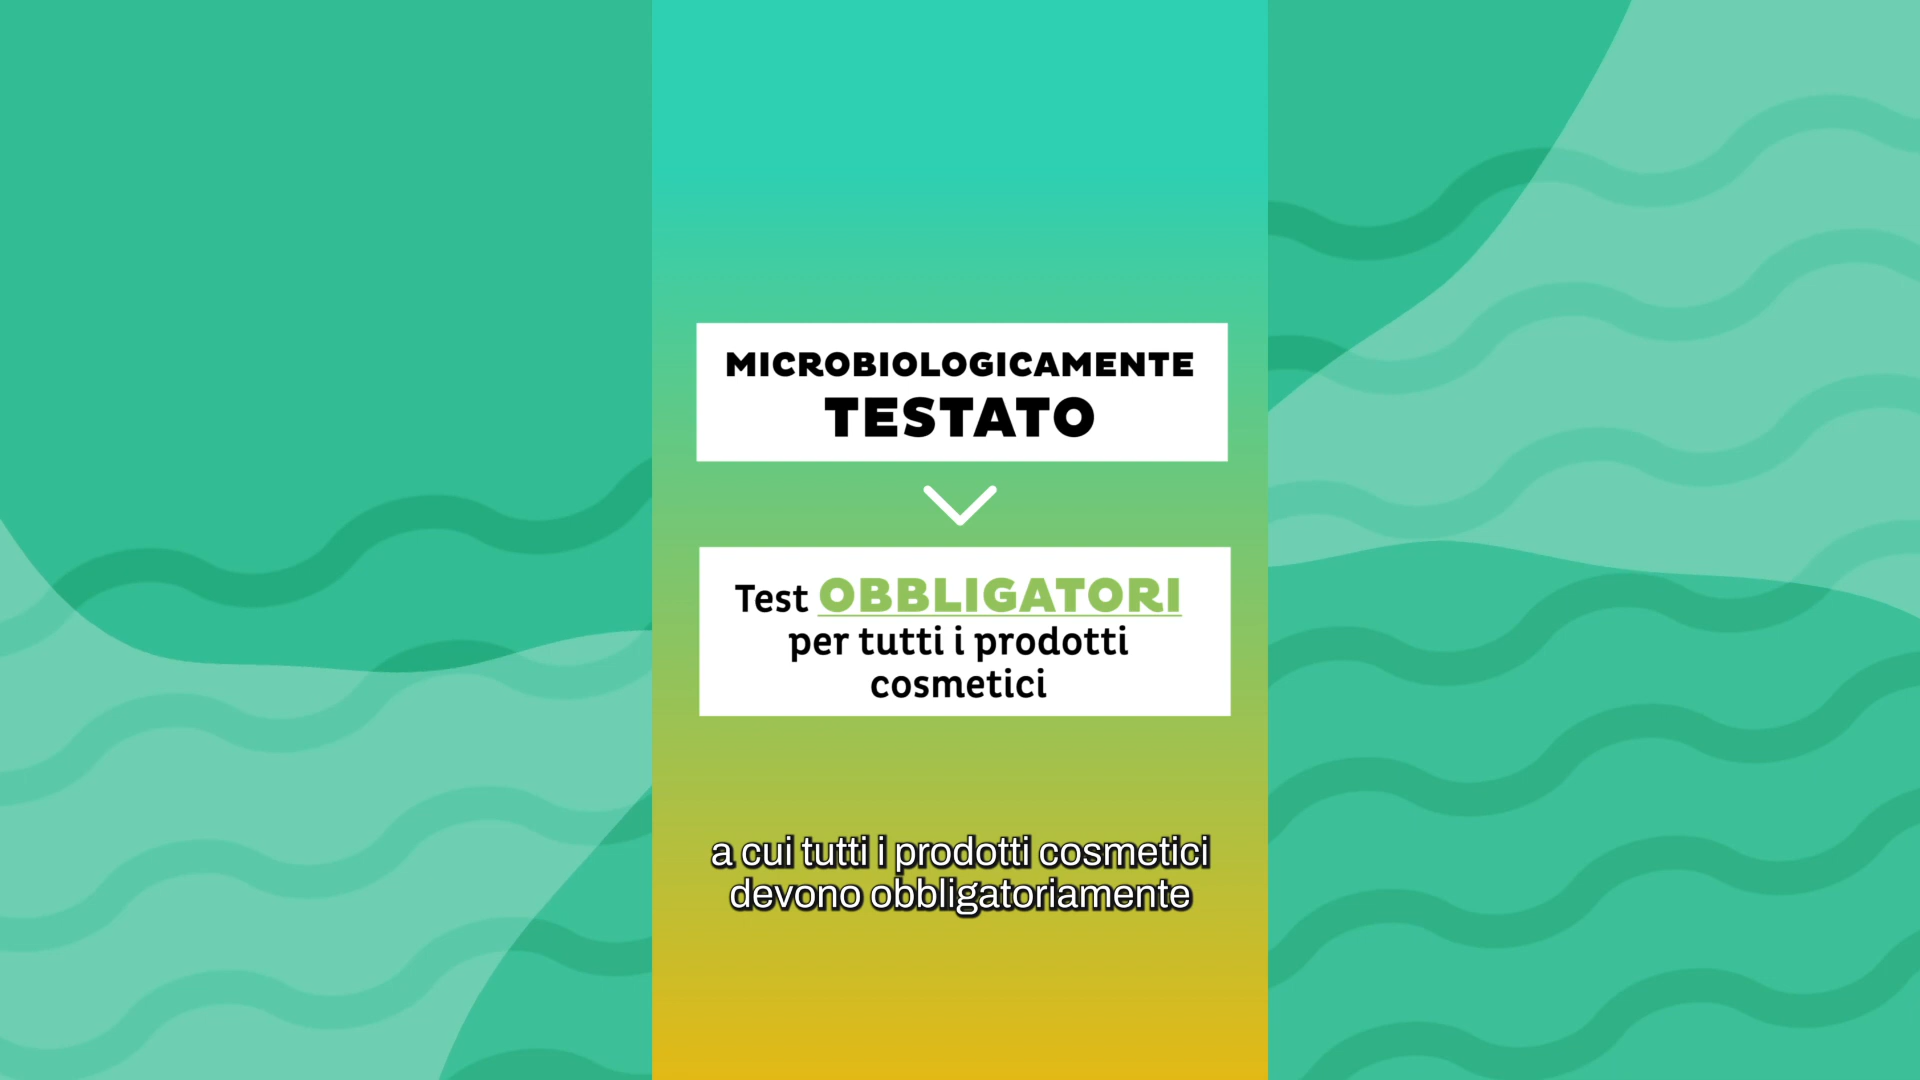 MICROBIOLOGICAMENTE
TESTATO
Test OBBLIGATORI
per tutti i prodotti
cosmetici
a cui tutti i prodotti cosmetici
devono obbligatoriamente